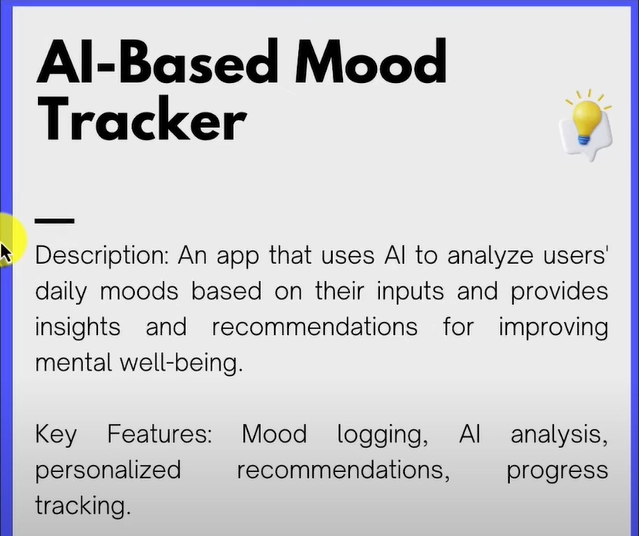 AI-Based Mood
Tracker
Description: An app that uses AI to analyze users'
daily moods based on their inputs and provides
insights and recommendations for improving
mental well-being.
Key Features: Mood logging, AI analysis,
personalized recommendations, progress
tracking.